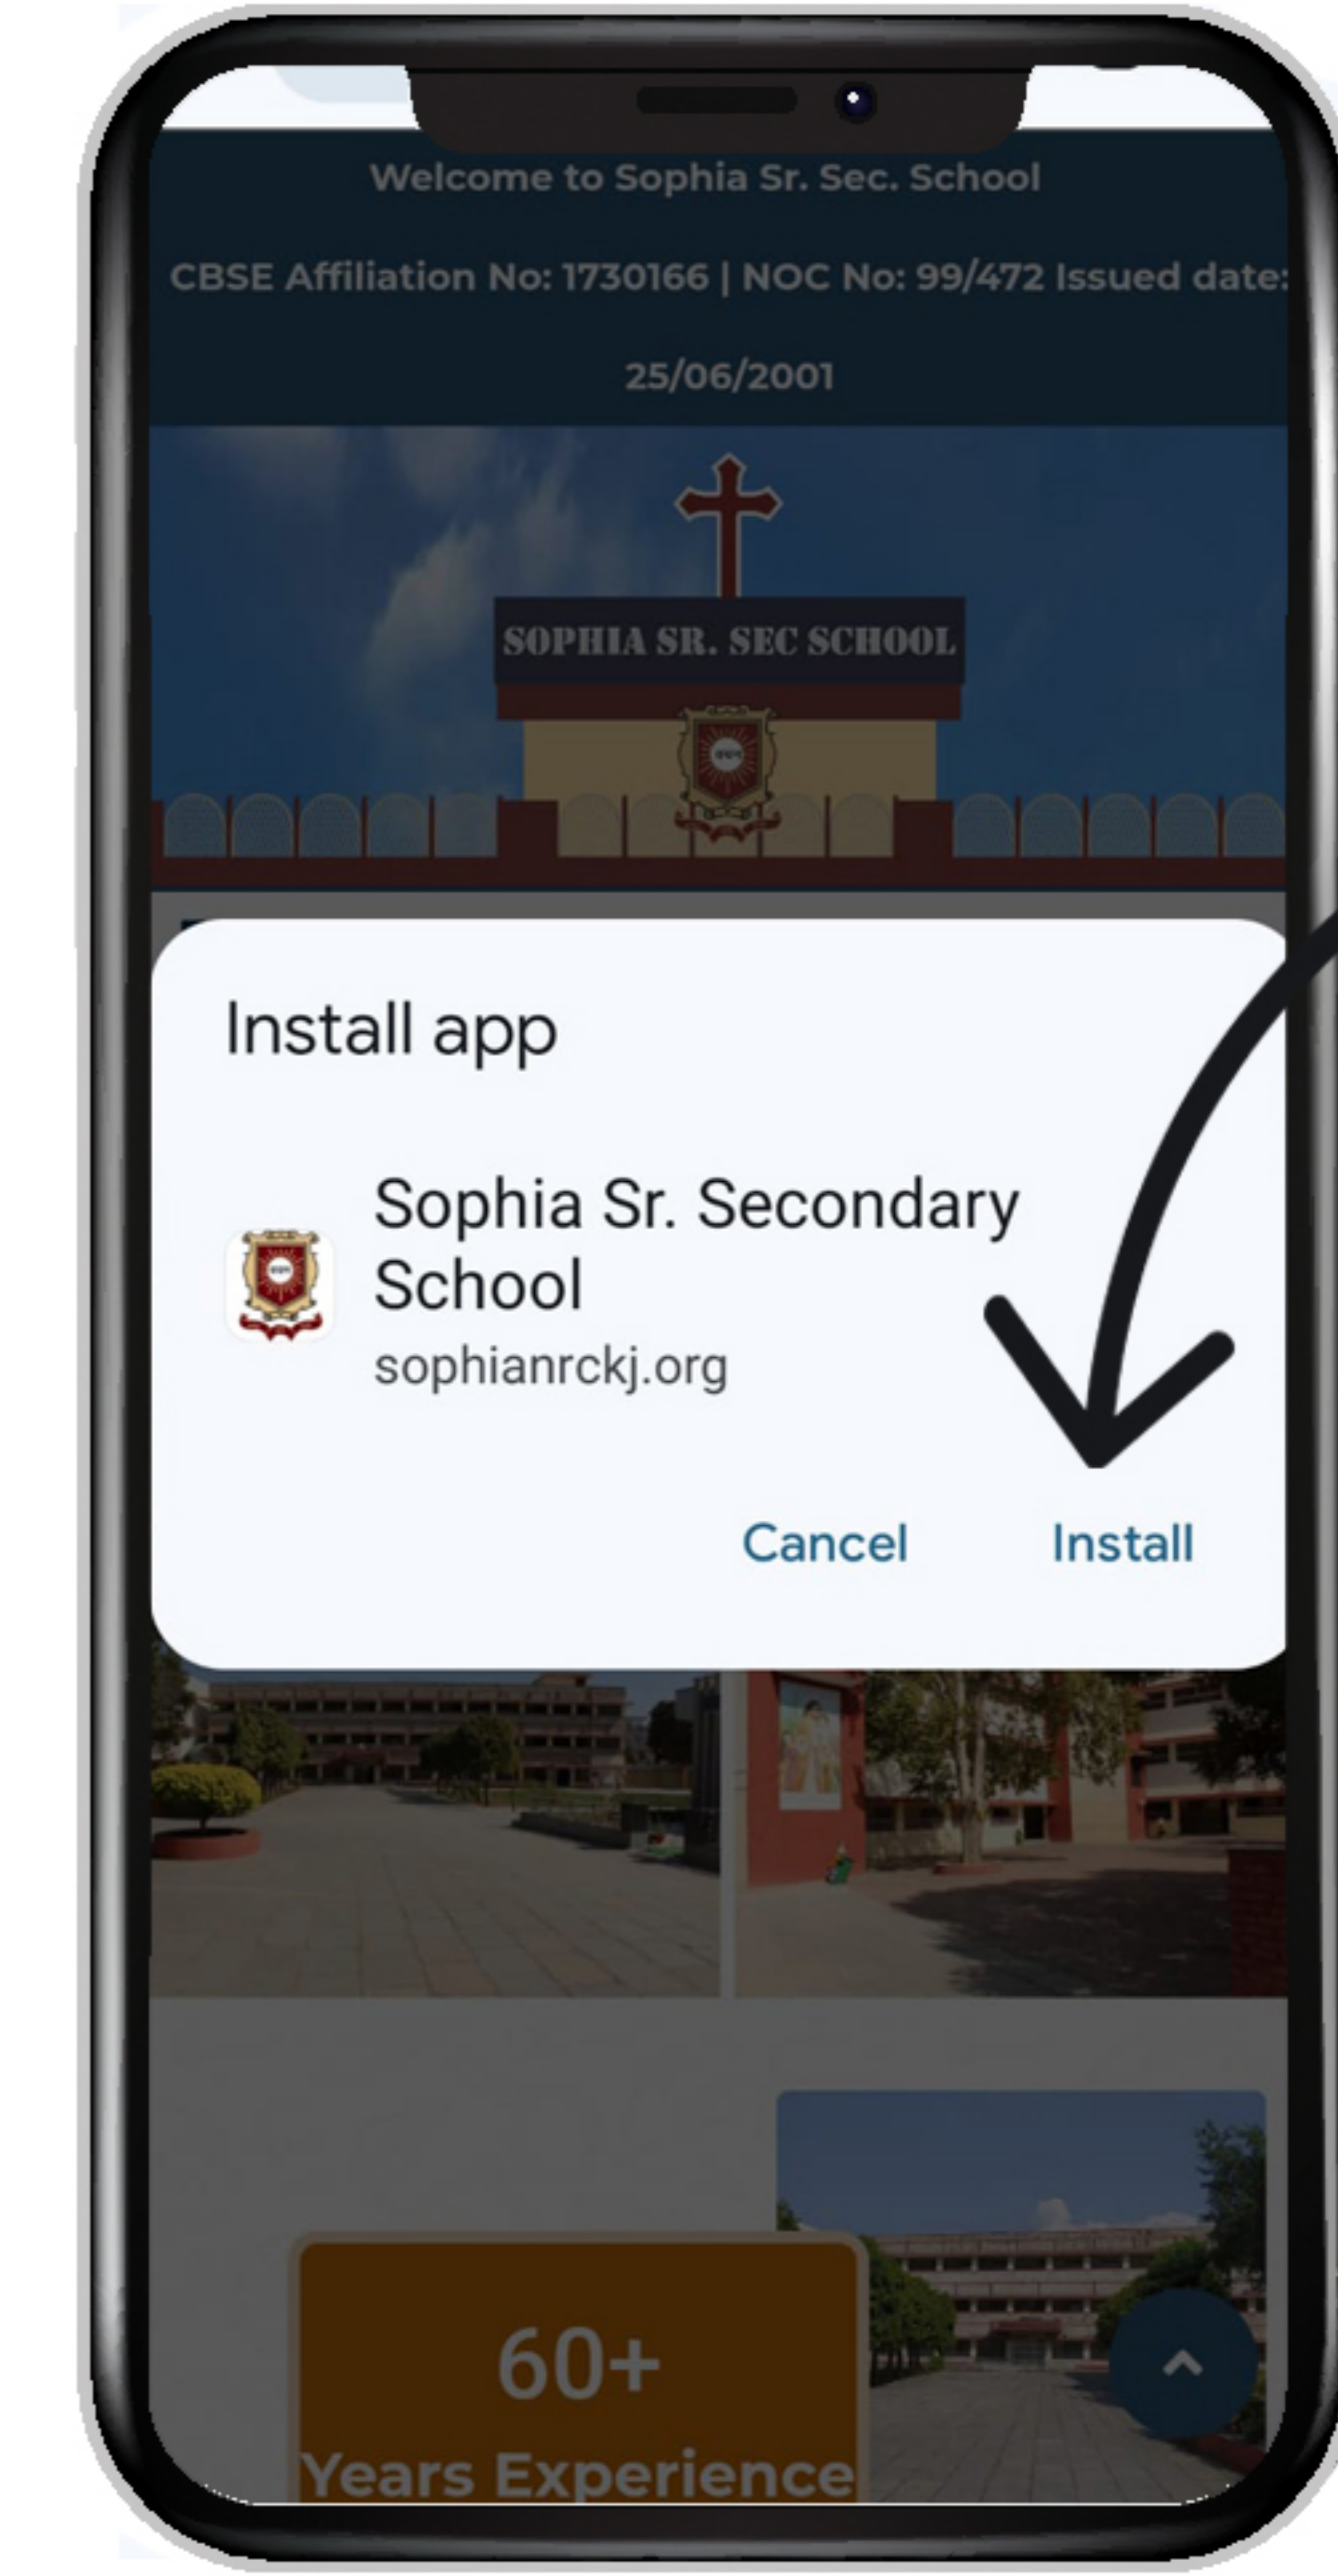 Welcome to Sophia Sr. Sec. School
CBSE Affiliation No: 1730166 | NOC No: 99/472 Issued date:
25/06/2001
SOPHIA SR. SEC SCHOOL
Install app
Sophia Sr. Secondary
School
sophianrckj.org
Cancel
Install
60+
Years Experience